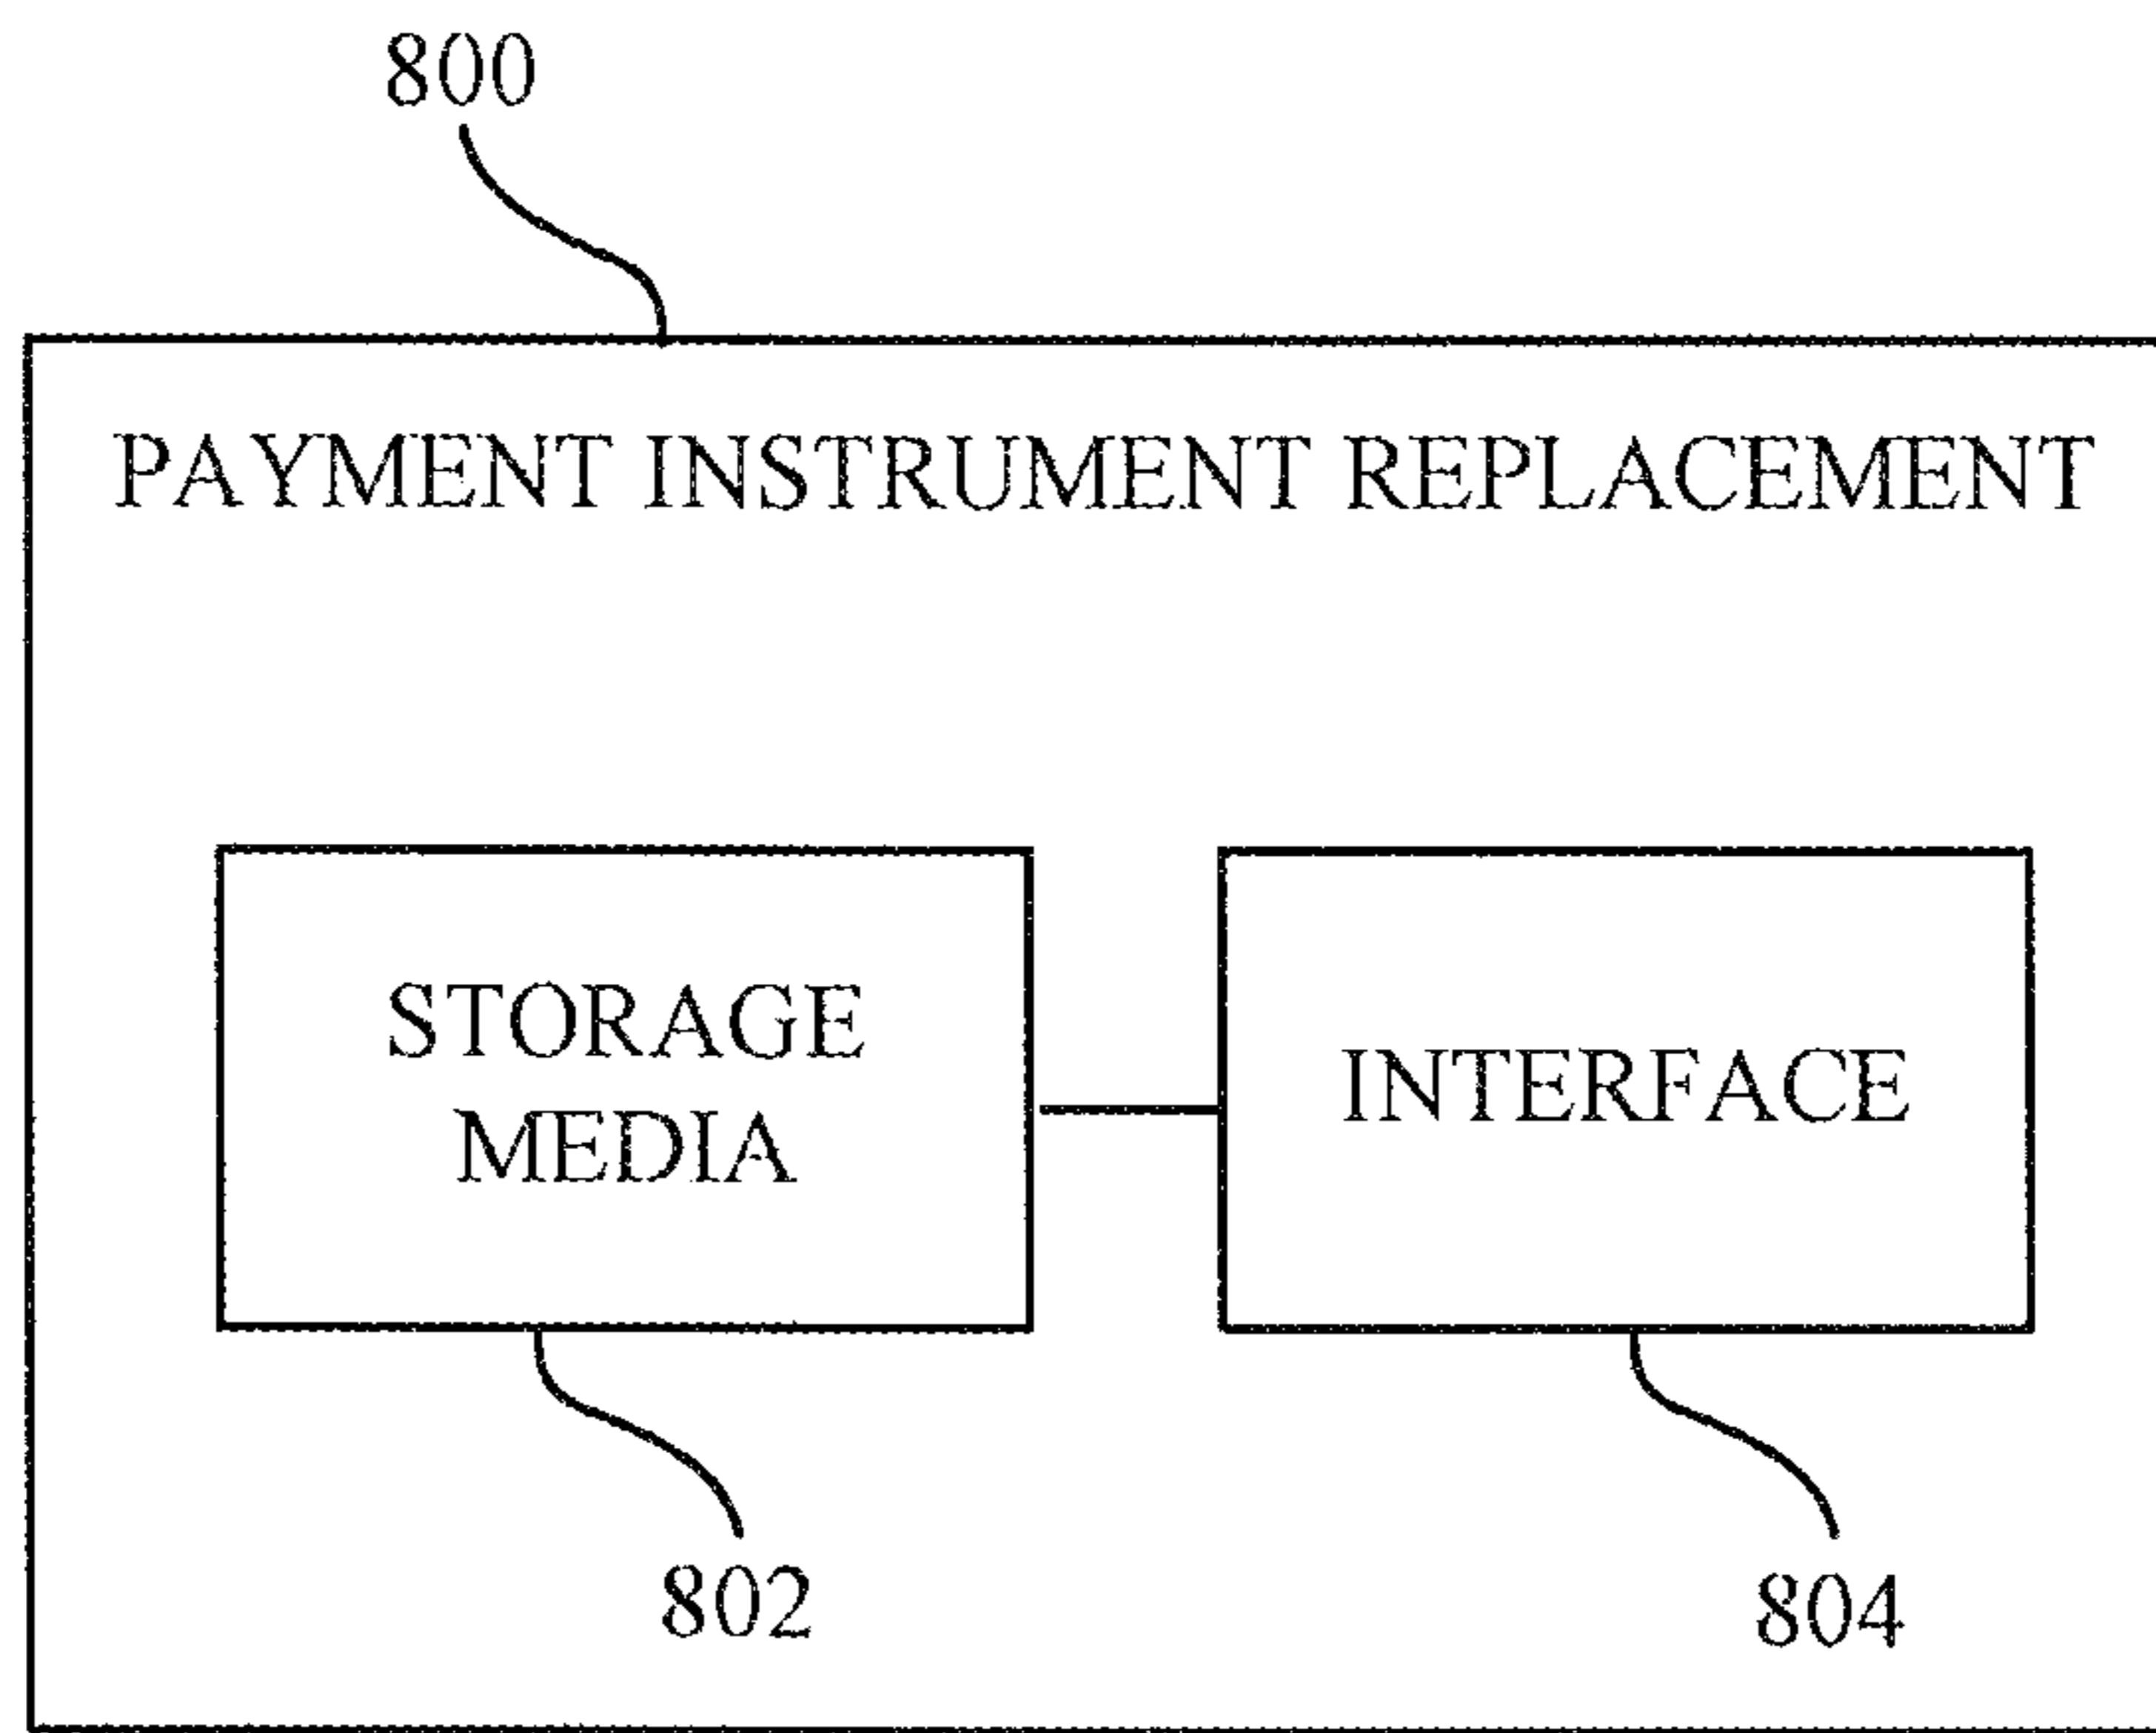 800
PAYMENT INSTRUMENT REPLACEMENT
STORAGE
MEDIA
INTERFACE
802
804